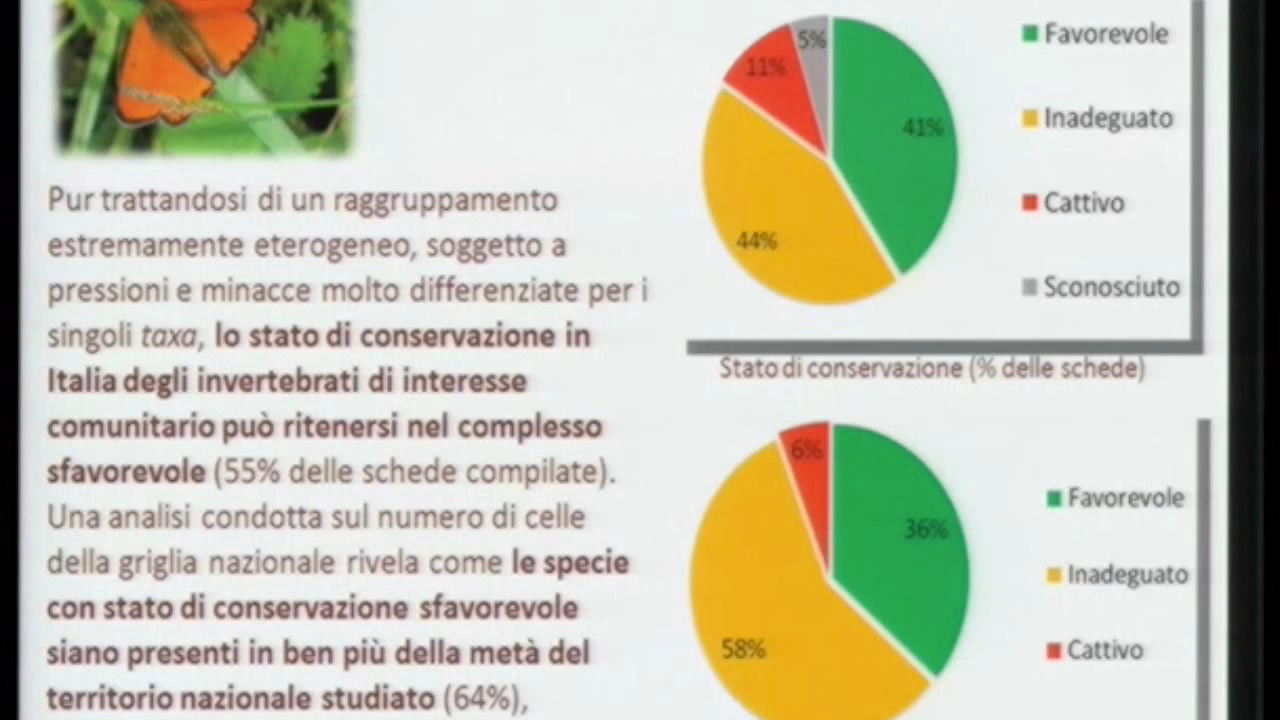 Pur trattandosi di un raggruppamento
estremamente eterogeneo, soggetto a
pressioni e minacce molto differenziate per i
singoli taxa, lo stato di conservazione in
Italia degli invertebrati di interesse
comunitario può ritenersi nel complesso
sfavorevole (55% delle schede compilate).
Una analisi condotta sul numero di celle
della griglia nazionale rivela come le specie
con stato di conservazione sfavorevole
siano presenti in ben più della metà del
territorio nazionale studiato (64%),
5%
11%
41%
44%
Favorevole
Inadeguato
Cattivo
Sconosciuto
Stato di conservazione (% delle schede)
6%
36%
58%
Favorevole
Inadeguato
Cattivo